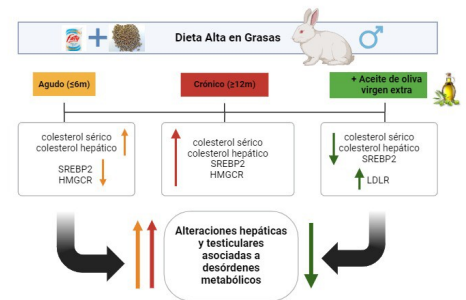 Dieta Alta en Grasas
Agudo (≤6m)
Crónico (≥12m)
+ Aceite de oliva
virgen extra
colesterol sérico
colesterol hepático
SREBP2
HMGCR
colesterol sérico
colesterol hepático
SREBP2
HMGCR
colesterol sérico
colesterol hepático
SREBP2
LDLR
Alteraciones hepáticas
y testiculares
asociadas a
desórdenes
metabólicos